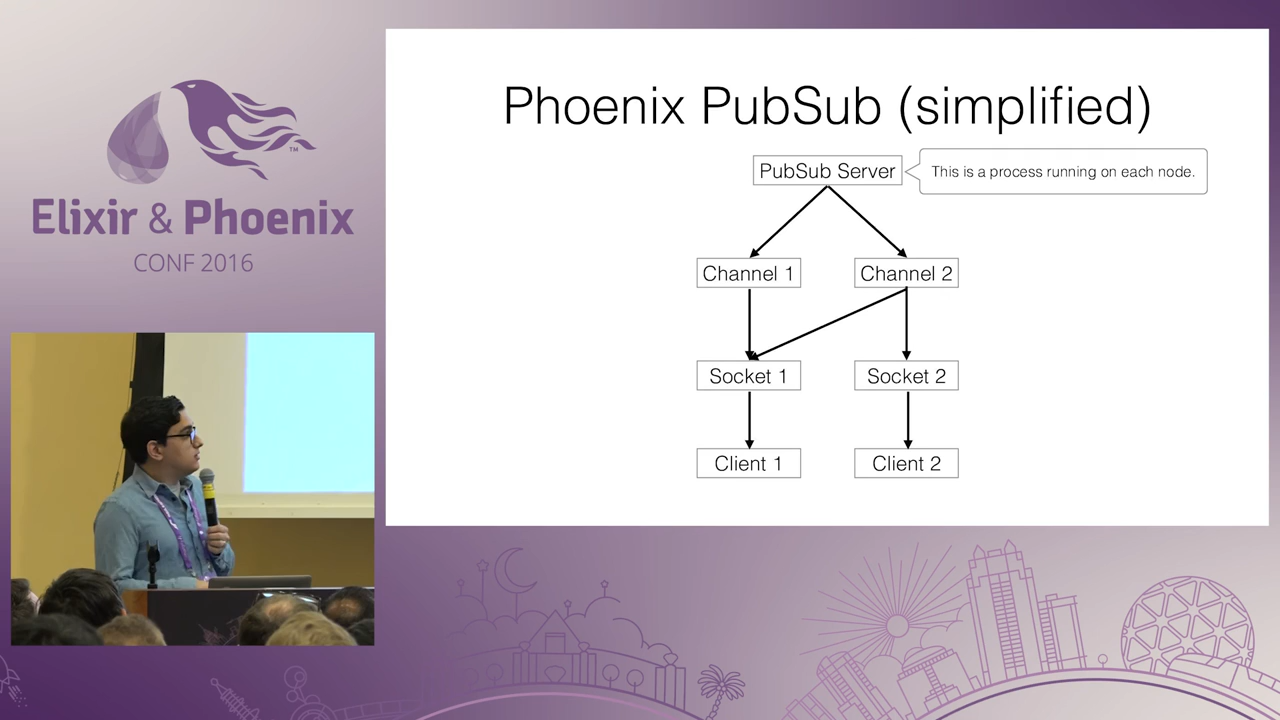 Elixir & Phoenix
CONF 2016
TM
Phoenix PubSub (simplified)
PubSub Server
This is a process running on each node.
Channel 1
Channel 2
Socket 1
Socket 2
Client 1
Client 2